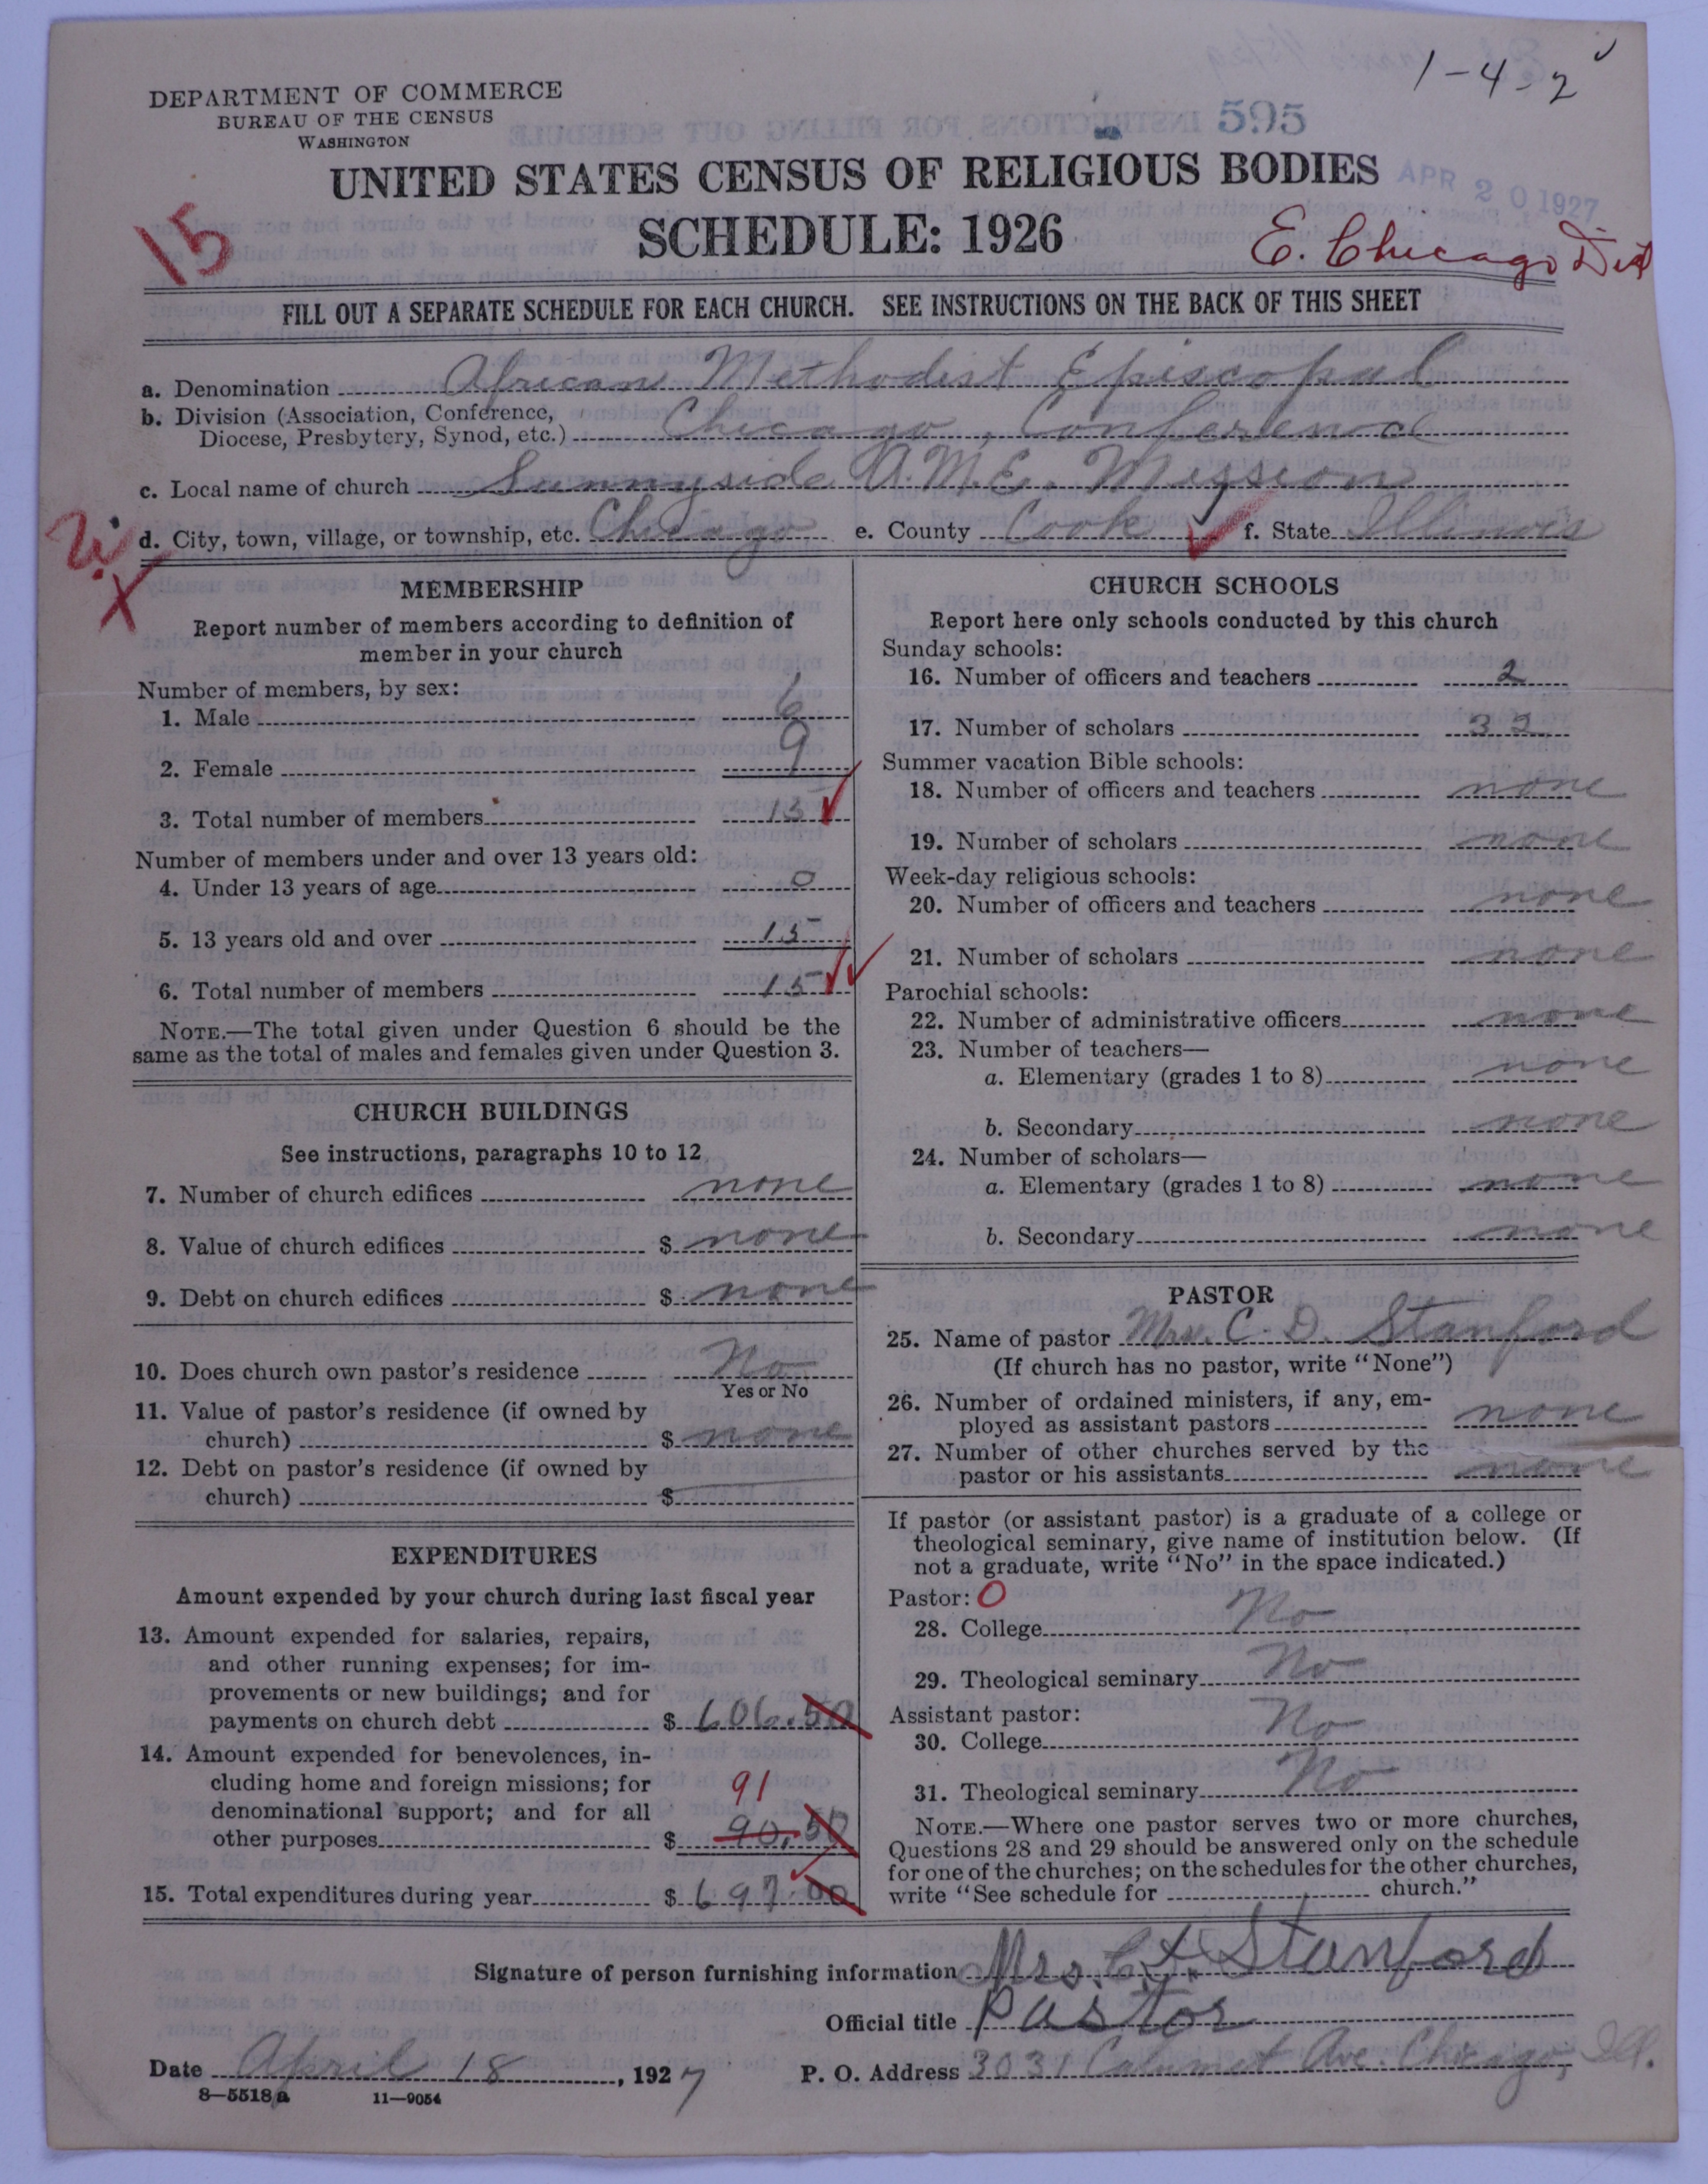 1-4-2
DEPARTMENT OF COMMERCE
BUREAU OF THE CENSUS
WASHINGTON
595
UNITED STATES CENSUS OF RELIGIOUS BODIES
APR 20 1927
SCHEDULE: 1926
15
E. Chicago Dist
FILL OUT A SEPARATE SCHEDULE FOR EACH CHURCH. SEE INSTRUCTIONS ON THE BACK OF THIS SHEET
a. Denomination African Methodist Episcopal
b. Division (Association, Conference,
Diocese, Presbytery, Synod, etc.) Chicago Conference
c. Local name of church Sunnyside A.M.E. Mission
d. City, town, village, or township, etc. Chicago e. County Cook f. State Illinois
X
MEMBERSHIP
Report number of members according to definition of
member in your church
Number of members, by sex:
1. Male 6
2. Female 9
3. Total number of members 15
Number of members under and over 13 years old:
4. Under 13 years of age 0
5. 13 years old and over 15
6. Total number of members 15
NOTE.—The total given under Question 6 should be the
same as the total of males and females given under Question 3.
CHURCH BUILDINGS
See instructions, paragraphs 10 to 12
7. Number of church edifices none
8. Value of church edifices $ none
9. Debt on church edifices $ none
10. Does church own pastor's residence No
Yes or No
11. Value of pastor's residence (if owned by
church) $ none
12. Debt on pastor's residence (if owned by
church) $
EXPENDITURES
Amount expended by your church during last fiscal year
13. Amount expended for salaries, repairs,
and other running expenses; for im-
provements or new buildings; and for
payments on church debt $ 606.50
14. Amount expended for benevolences, in-
cluding home and foreign missions; for
91
denominational support; and for all
other purposes $ 90.50
15. Total expenditures during year $ 697.00
CHURCH SCHOOLS
Report here only schools conducted by this church
Sunday schools:
16. Number of officers and teachers 2
17. Number of scholars 32
Summer vacation Bible schools:
18. Number of officers and teachers none
19. Number of scholars none
Week-day religious schools:
20. Number of officers and teachers none
21. Number of scholars none
Parochial schools:
22. Number of administrative officers none
23. Number of teachers—
a. Elementary (grades 1 to 8) none
b. Secondary none
24. Number of scholars—
a. Elementary (grades 1 to 8) none
b. Secondary none
PASTOR
25. Name of pastor Mrs. C. D. Stanford
(If church has no pastor, write "None")
26. Number of ordained ministers, if any, em-
ployed as assistant pastors none
27. Number of other churches served by the
pastor or his assistants none
If pastor (or assistant pastor) is a graduate of a college or
theological seminary, give name of institution below. (If
not a graduate, write "No" in the space indicated.)
Pastor: 0
28. College No
29. Theological seminary No
Assistant pastor:
30. College No
31. Theological seminary No
NOTE.—Where one pastor serves two or more churches,
Questions 28 and 29 should be answered only on the schedule
for one of the churches; on the schedules for the other churches,
write "See schedule for church."
Signature of person furnishing information Mrs. C. D. Stanford
Official title Pastor
Date April 18, 1927 P. O. Address 3031 Calumet Ave. Chicago, Ill.
8—5518a 11—9054